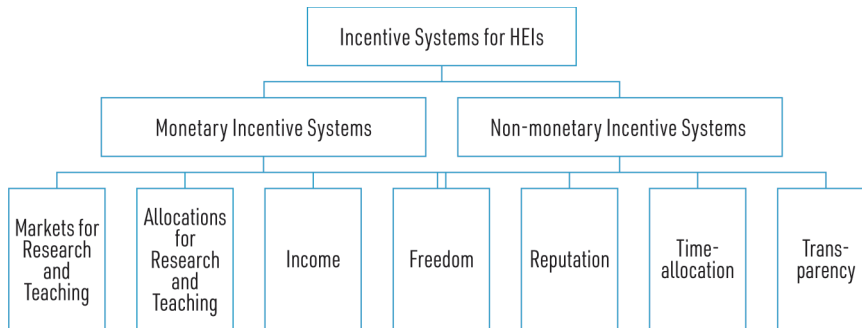 Incentive Systems for HEIs
Monetary Incentive Systems
Non-monetary Incentive Systems
Markets for
Research
and
Teaching
Allocations
for
Research
and
Teaching
Income
Freedom
Reputation
Time-
allocation
Trans-
parency